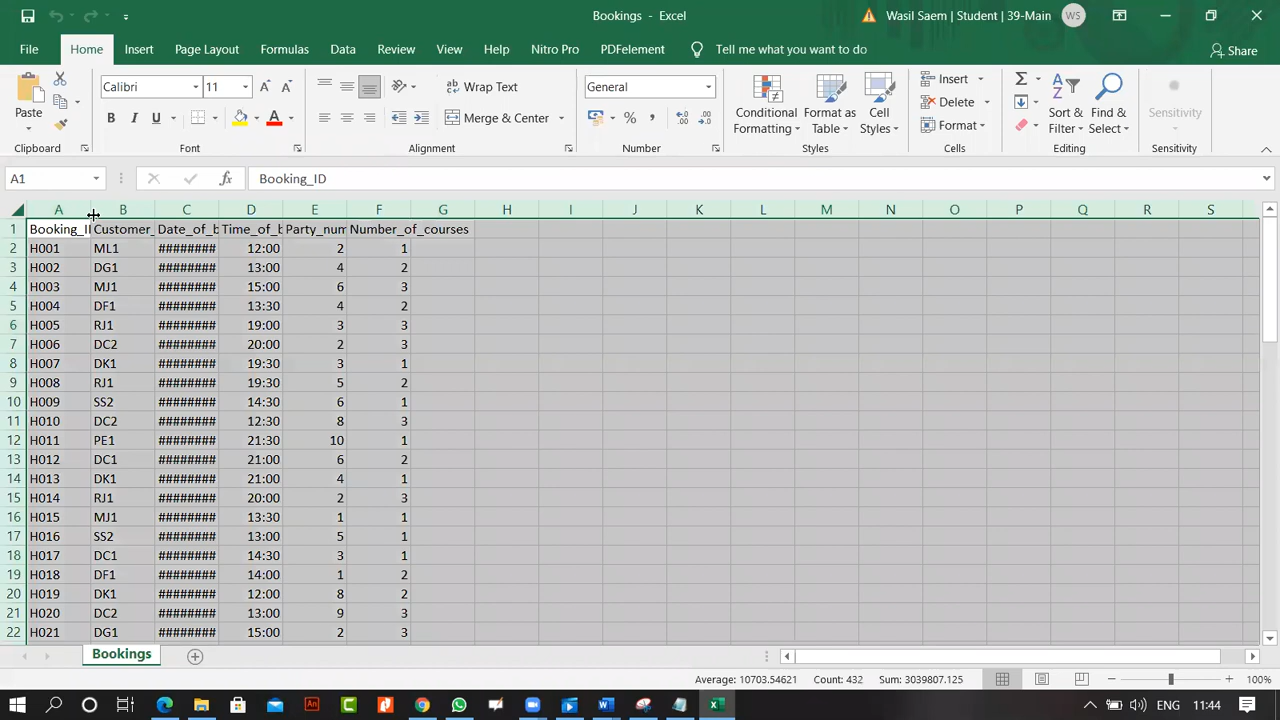 Bookings - Excel
Wasil Saem | Student | 39-Main
WS
File Home Insert Page Layout Formulas Data Review View Help Nitro Pro PDFelement Tell me what you want to do Share
Paste
Calibri 11
B I U A
Wrap Text
Merge & Center
General
%
Conditional Formatting
Format as Table
Cell Styles
Insert
Delete
Format
Sort & Filter
Find & Select
Sensitivity
Clipboard Font Alignment Number Styles Cells Editing Sensitivity
A1 fx Booking_ID
A B C D E F G H I J K L M N O P Q R S
1 Booking_I Customer_ Date_of_b Time_of_b Party_num Number_of_courses
2 H001 ML1 ######## 12:00 2 1
3 H002 DG1 ######## 13:00 4 2
4 H003 MJ1 ######## 15:00 6 3
5 H004 DF1 ######## 13:30 4 2
6 H005 RJ1 ######## 19:00 3 3
7 H006 DC2 ######## 20:00 2 3
8 H007 DK1 ######## 19:30 3 1
9 H008 RJ1 ######## 19:30 5 2
10 H009 SS2 ######## 14:30 6 1
11 H010 DC2 ######## 12:30 8 3
12 H011 PE1 ######## 21:30 10 1
13 H012 DC1 ######## 21:00 6 2
14 H013 DK1 ######## 21:00 4 1
15 H014 RJ1 ######## 20:00 2 3
16 H015 MJ1 ######## 13:30 1 1
17 H016 SS2 ######## 13:00 5 1
18 H017 DC1 ######## 14:30 3 1
19 H018 DF1 ######## 14:00 1 2
20 H019 DK1 ######## 12:00 8 2
21 H020 DC2 ######## 13:00 9 3
22 H021 DG1 ######## 15:00 2 3
Bookings
Average: 10703.54621 Count: 432 Sum: 3039807.125 100%
ENG 11:44